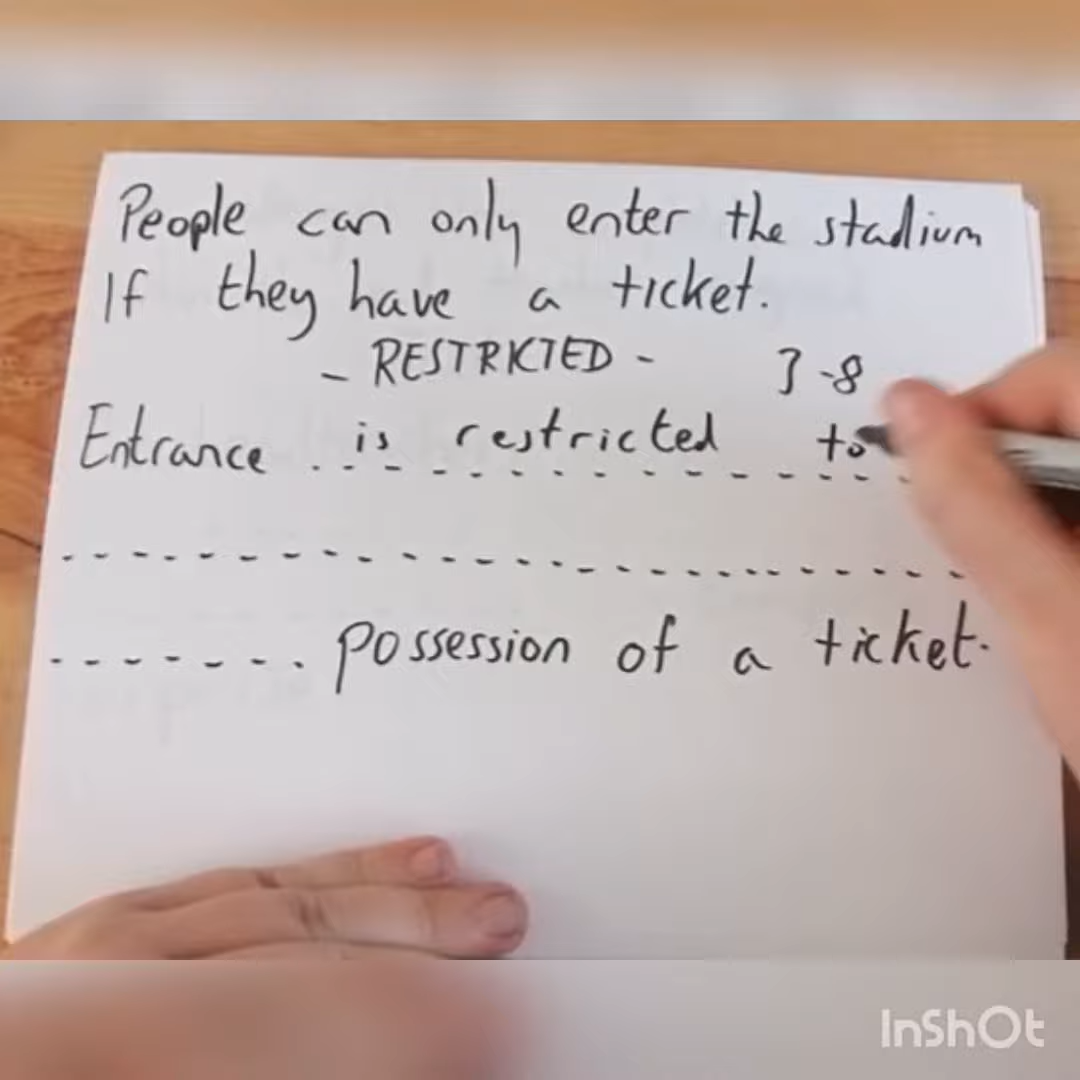 People can only enter the stadium
If they have a ticket.
- RESTRICTED - 3-8
Entrance is restricted to
possession of a ticket.
InShOt